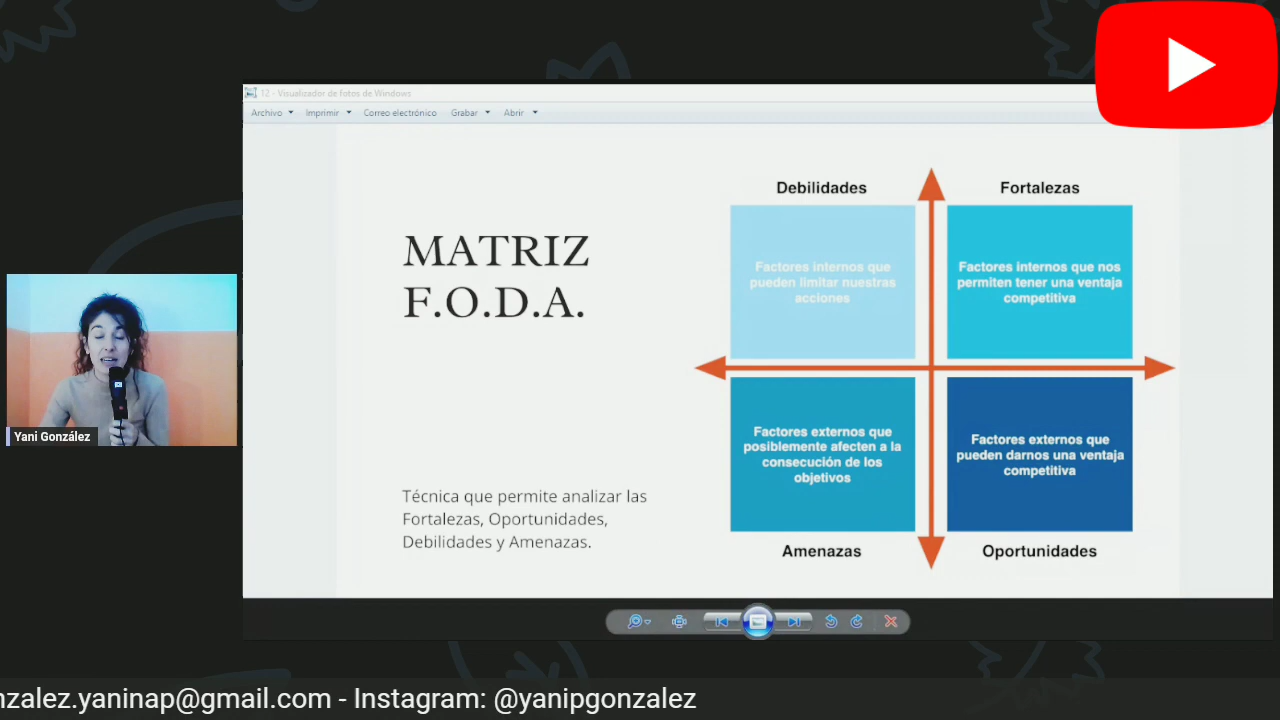 12 - Visualizador de fotos de Windows
Archivo Imprimir Correo electrónico Grabar Abrir
MATRIZ
F.O.D.A.
Técnica que permite analizar las
Fortalezas, Oportunidades,
Debilidades y Amenazas.
Debilidades
Factores internos que
pueden limitar nuestras
acciones
Fortalezas
Factores internos que nos
permiten tener una ventaja
competitiva
Factores externos que
posiblemente afecten a la
consecución de los
objetivos
Amenazas
Factores externos que
pueden darnos una ventaja
competitiva
Oportunidades
Yani González
nzalez.yaninap@gmail.com - Instagram: @yanipgonzalez